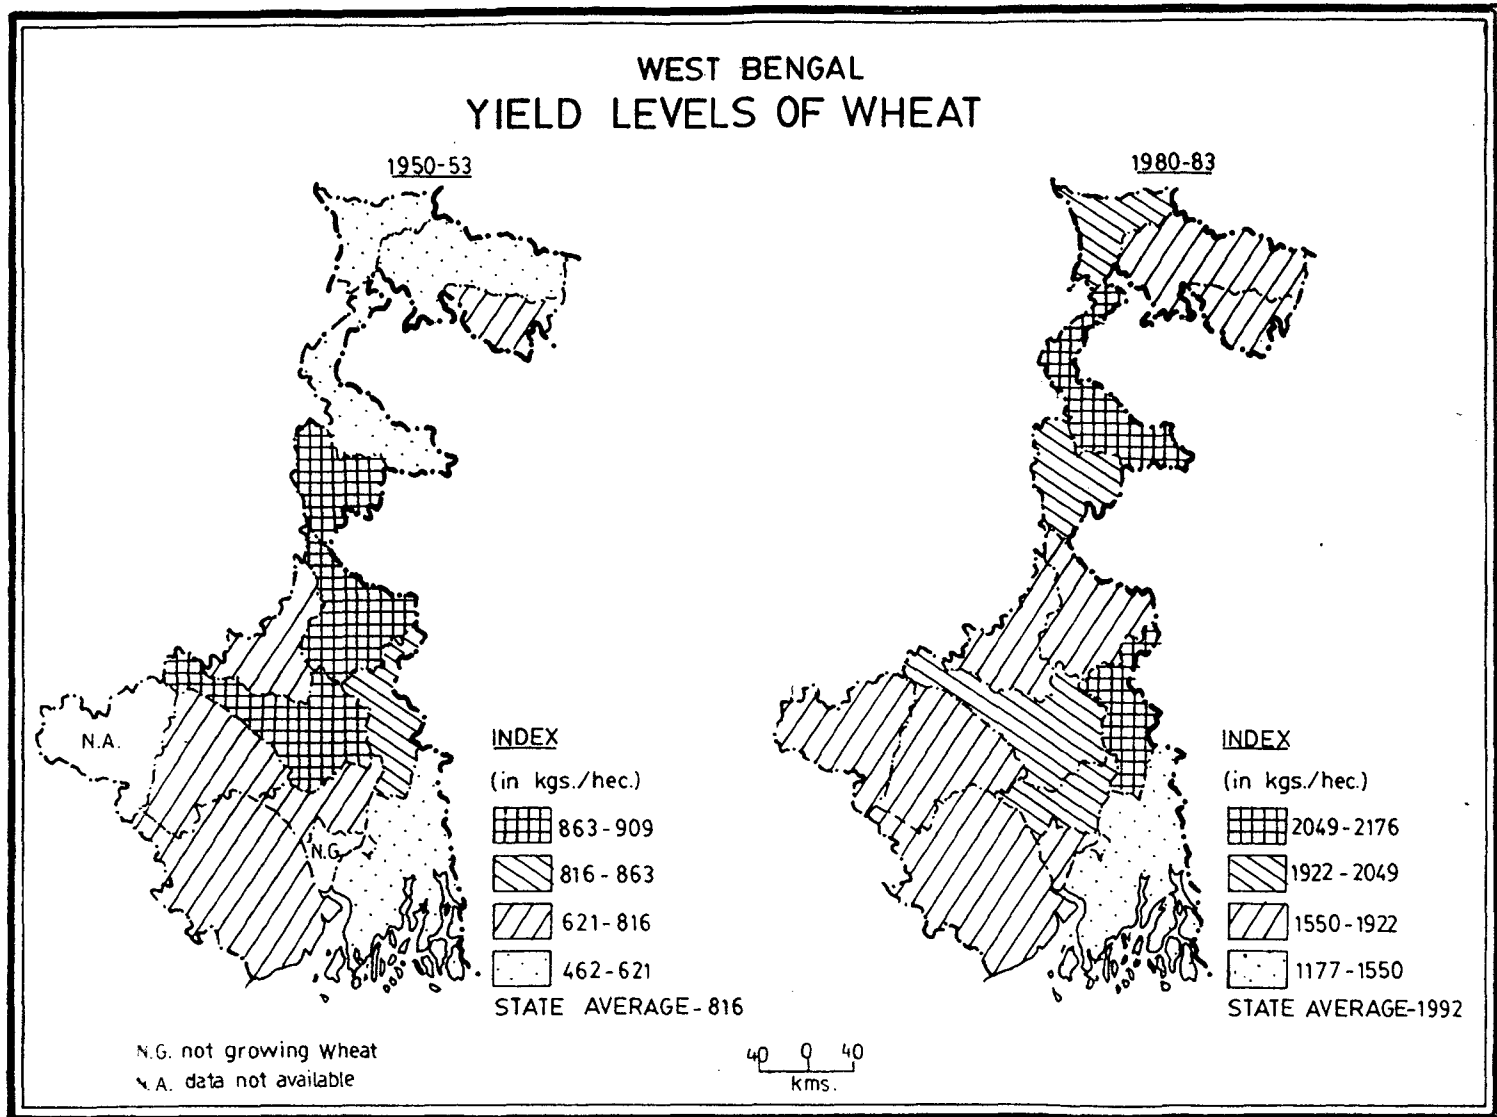 WEST BENGAL
YIELD LEVELS OF WHEAT
1950-53
1980-83
N.A.
N.G.
INDEX
(in kgs./hec.)
863-909
816-863
621-816
462-621
STATE AVERAGE-816
INDEX
(in kgs./hec.)
2049-2176
1922-2049
1550-1922
1177-1550
STATE AVERAGE-1992
N.G. not growing Wheat
N.A. data not available
40 0 40
kms.